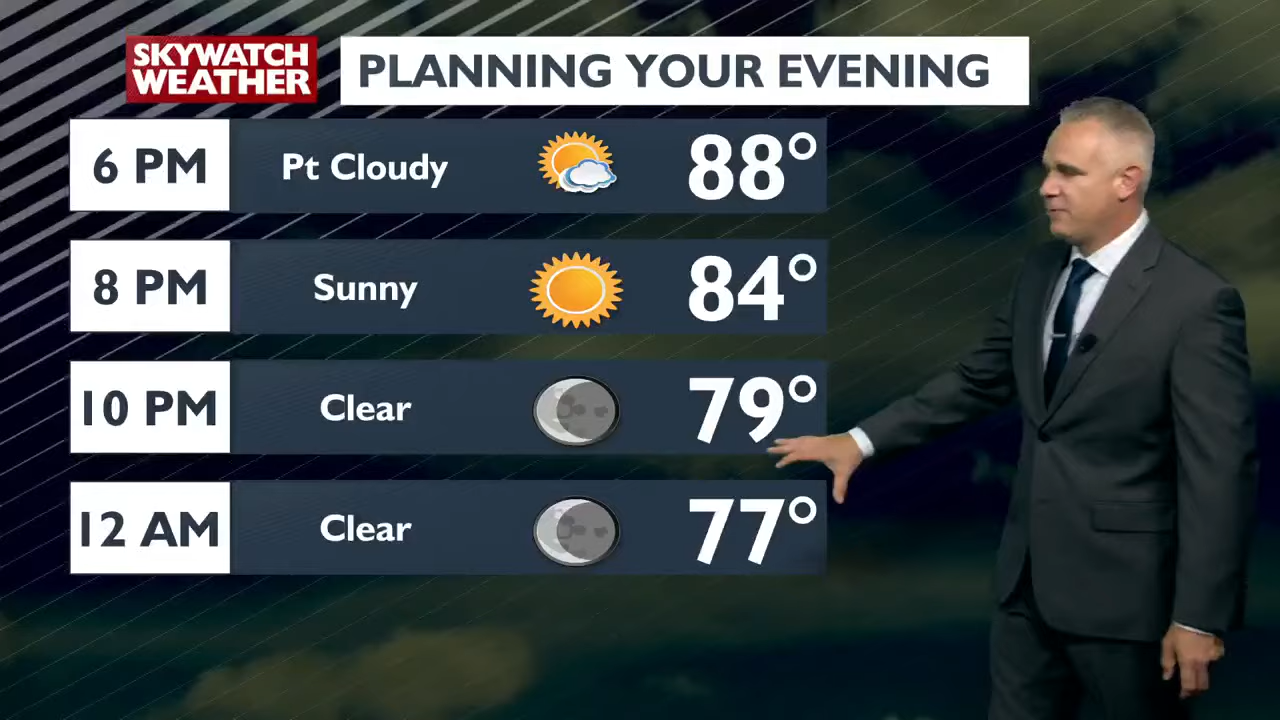 SKYWATCH
WEATHER
PLANNING YOUR EVENING
6 PM Pt Cloudy 88°
8 PM Sunny 84°
10 PM Clear 79°
12 AM Clear 77°